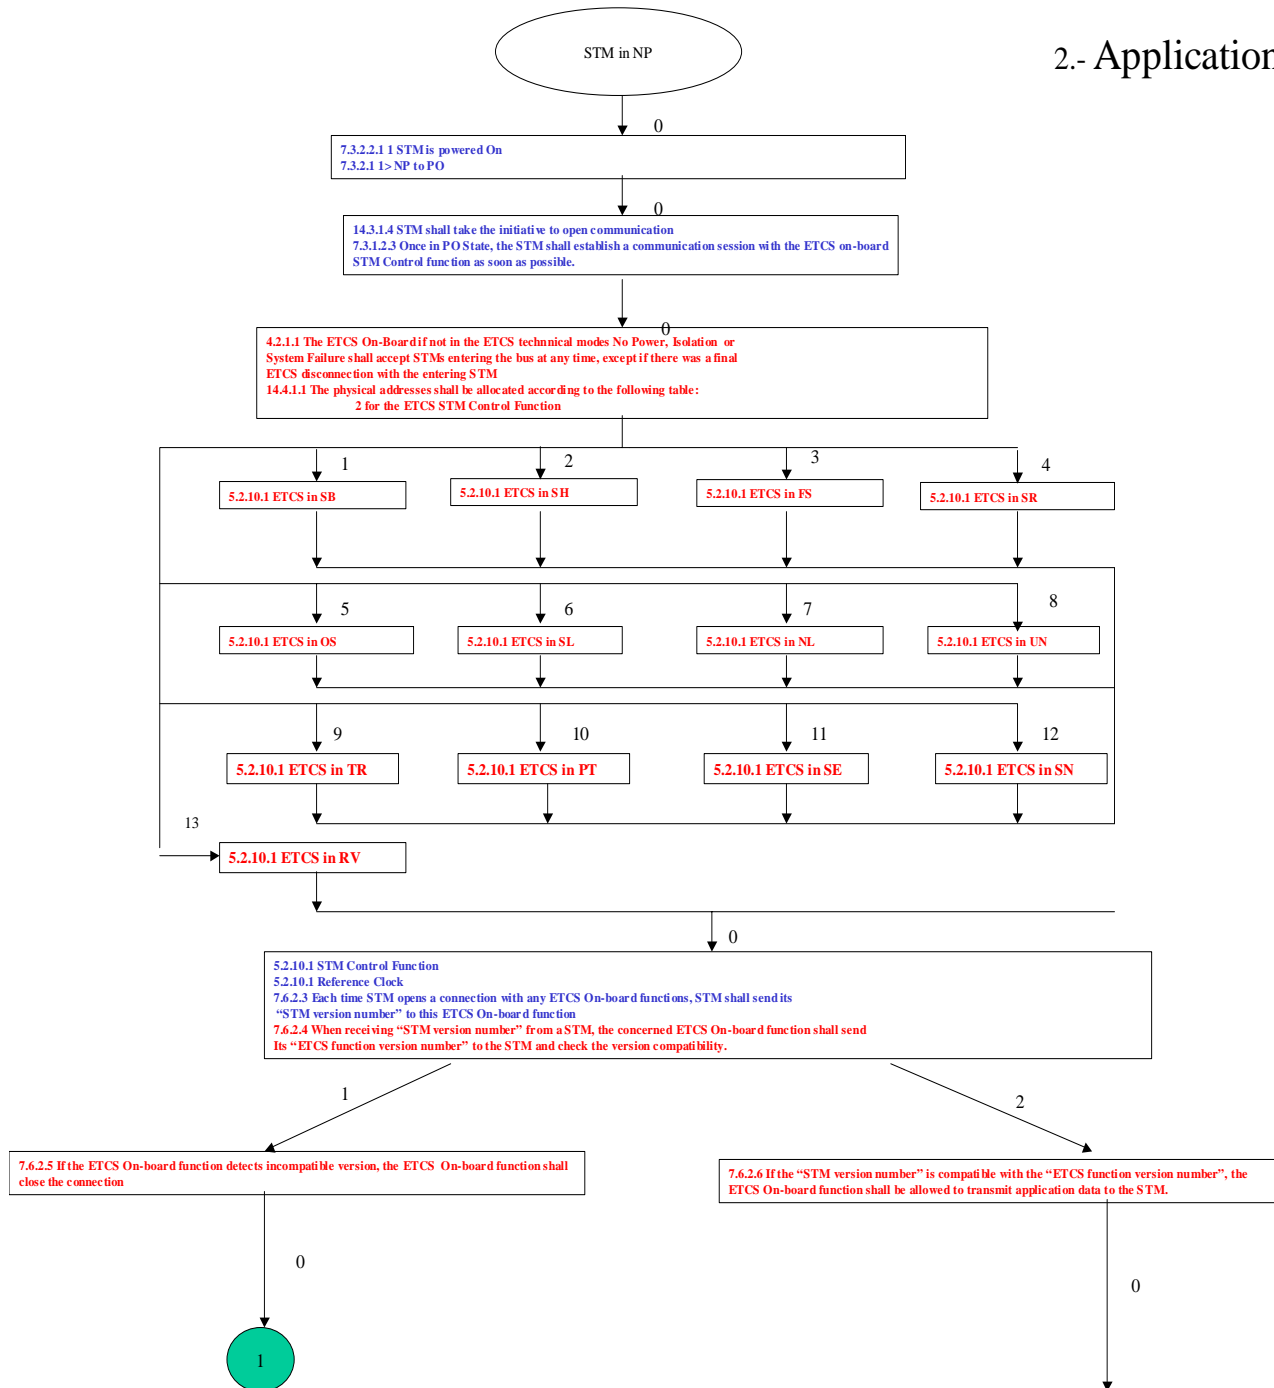 STM in NP
2.- Application
0
7.3.2.2.1 1 STM is powered On
7.3.2.1 1> NP to PO
0
14.3.1.4 STM shall take the initiative to open communication
7.3.1.2.3 Once in PO State, the STM shall establish a communication session with the ETCS on-board
STM Control function as soon as possible.
0
4.2.1.1 The ETCS On-Board if not in the ETCS technnical modes No Power, Isolation or
System Failure shall accept STMs entering the bus at any time, except if there was a final
ETCS disconnection with the entering STM
14.4.1.1 The physical addresses shall be allocated according to the following table:
2 for the ETCS STM Control Function
1
2
3
4
5.2.10.1 ETCS in SB
5.2.10.1 ETCS in SH
5.2.10.1 ETCS in FS
5.2.10.1 ETCS in SR
5
6
7
8
5.2.10.1 ETCS in OS
5.2.10.1 ETCS in SL
5.2.10.1 ETCS in NL
5.2.10.1 ETCS in UN
9
10
11
12
5.2.10.1 ETCS in TR
5.2.10.1 ETCS in PT
5.2.10.1 ETCS in SE
5.2.10.1 ETCS in SN
13
5.2.10.1 ETCS in RV
0
5.2.10.1 STM Control Function
5.2.10.1 Reference Clock
7.6.2.3 Each time STM opens a connection with any ETCS On-board functions, STM shall send its
“STM version number” to this ETCS On-board function
7.6.2.4 When receiving “STM version number” from a STM, the concerned ETCS On-board function shall send
Its “ETCS function version number” to the STM and check the version compatibility.
1
2
7.6.2.5 If the ETCS On-board function detects incompatible version, the ETCS On-board function shall
close the connection
7.6.2.6 If the “STM version number” is compatible with the “ETCS function version number”, the
ETCS On-board function shall be allowed to transmit application data to the STM.
0
0
1